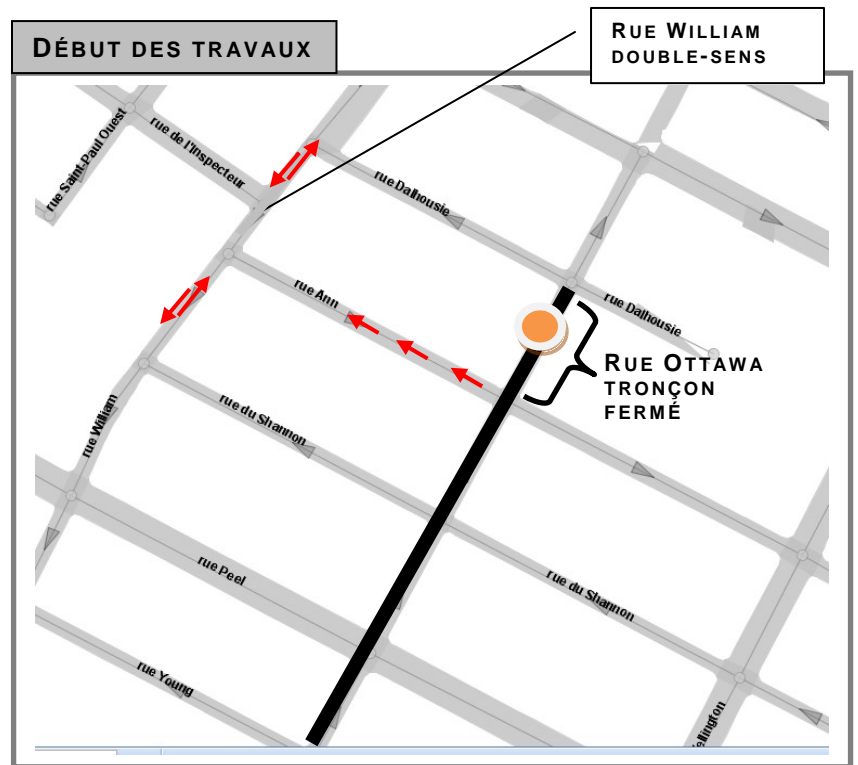 DÉBUT DES TRAVAUX
RUE WILLIAM
DOUBLE-SENS
rue Saint-Paul Ouest
rue de l'Inspecteur
rue Dalhousie
rue Ann
rue Dalhousie
RUE OTTAWA
TRONÇON
FERMÉ
rue William
rue du Shannon
rue Peel
rue du Shannon
rue Young
ellington